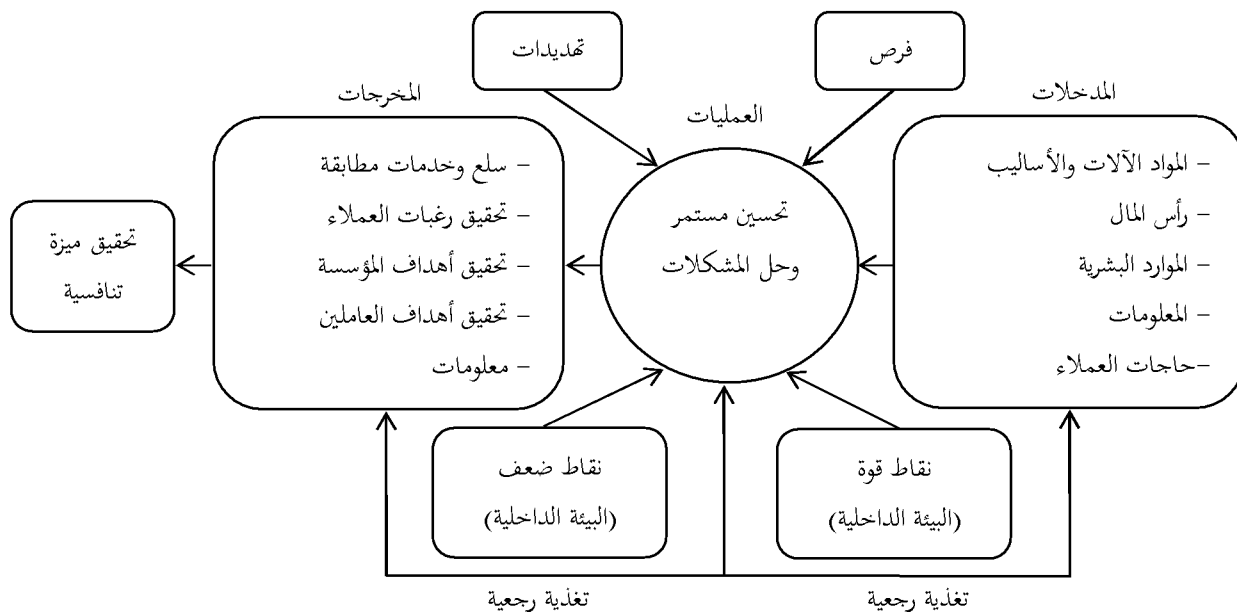 فرص
تهديدات
المدخلات
العمليات
المخرجات
- المواد الآلات والأساليب
- رأس المال
- الموارد البشرية
- المعلومات
-حاجات العملاء
تحسين مستمر
وحل المشكلات
- سلع وخدمات مطابقة
- تحقيق رغبات العملاء
- تحقيق أهداف المؤسسة
- تحقيق أهداف العاملين
- معلومات
تحقيق ميزة
تنافسية
نقاط قوة
(البيئة الداخلية)
نقاط ضعف
(البيئة الداخلية)
تغذية رجعية
تغذية رجعية